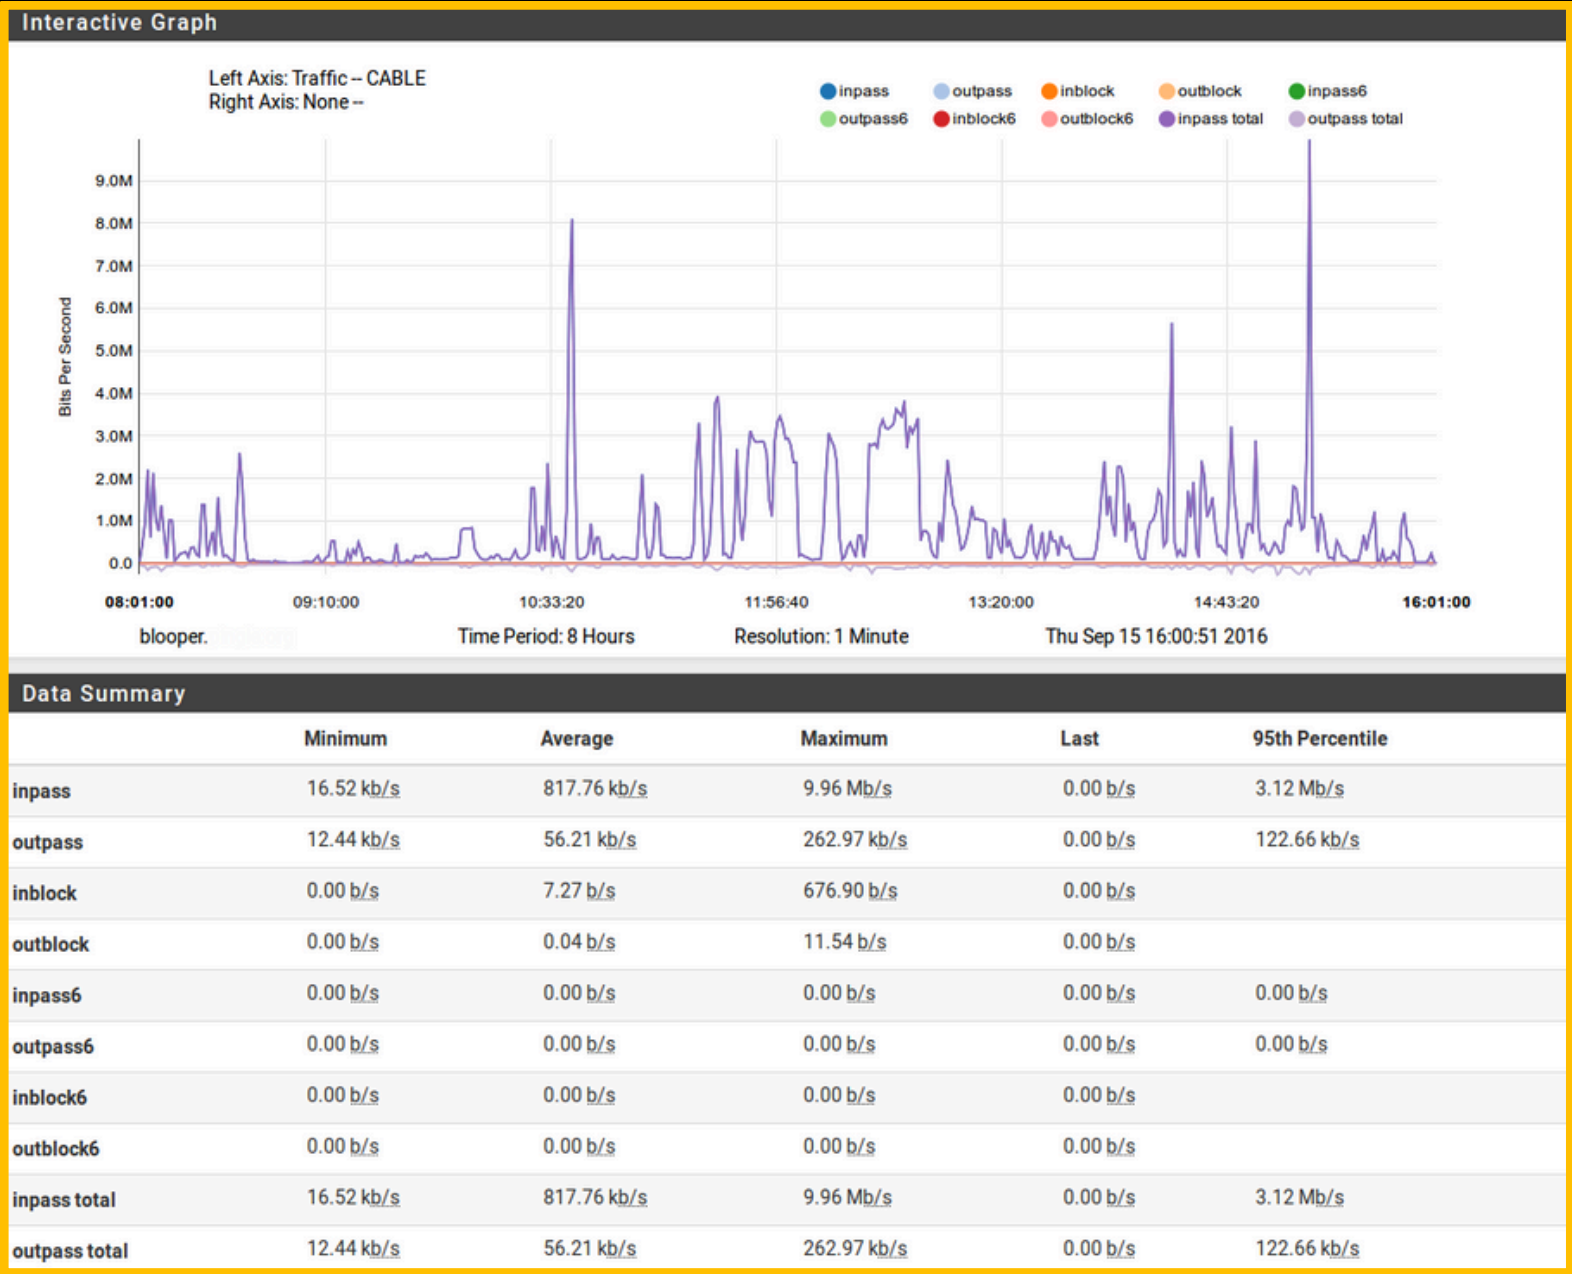 Interactive Graph
Left Axis: Traffic -- CABLE
Right Axis: None --
inpass outpass inblock outblock inpass6
outpass6 inblock6 outblock6 inpass total outpass total
Bits Per Second
9.0M
8.0M
7.0M
6.0M
5.0M
4.0M
3.0M
2.0M
1.0M
0.0
08:01:00 09:10:00 10:33:20 11:56:40 13:20:00 14:43:20 16:01:00
blooper. Time Period: 8 Hours Resolution: 1 Minute Thu Sep 15 16:00:51 2016
Data Summary
Minimum Average Maximum Last 95th Percentile
inpass 16.52 kb/s 817.76 kb/s 9.96 Mb/s 0.00 b/s 3.12 Mb/s
outpass 12.44 kb/s 56.21 kb/s 262.97 kb/s 0.00 b/s 122.66 kb/s
inblock 0.00 b/s 7.27 b/s 676.90 b/s 0.00 b/s
outblock 0.00 b/s 0.04 b/s 11.54 b/s 0.00 b/s
inpass6 0.00 b/s 0.00 b/s 0.00 b/s 0.00 b/s 0.00 b/s
outpass6 0.00 b/s 0.00 b/s 0.00 b/s 0.00 b/s 0.00 b/s
inblock6 0.00 b/s 0.00 b/s 0.00 b/s 0.00 b/s
outblock6 0.00 b/s 0.00 b/s 0.00 b/s 0.00 b/s
inpass total 16.52 kb/s 817.76 kb/s 9.96 Mb/s 0.00 b/s 3.12 Mb/s
outpass total 12.44 kb/s 56.21 kb/s 262.97 kb/s 0.00 b/s 122.66 kb/s